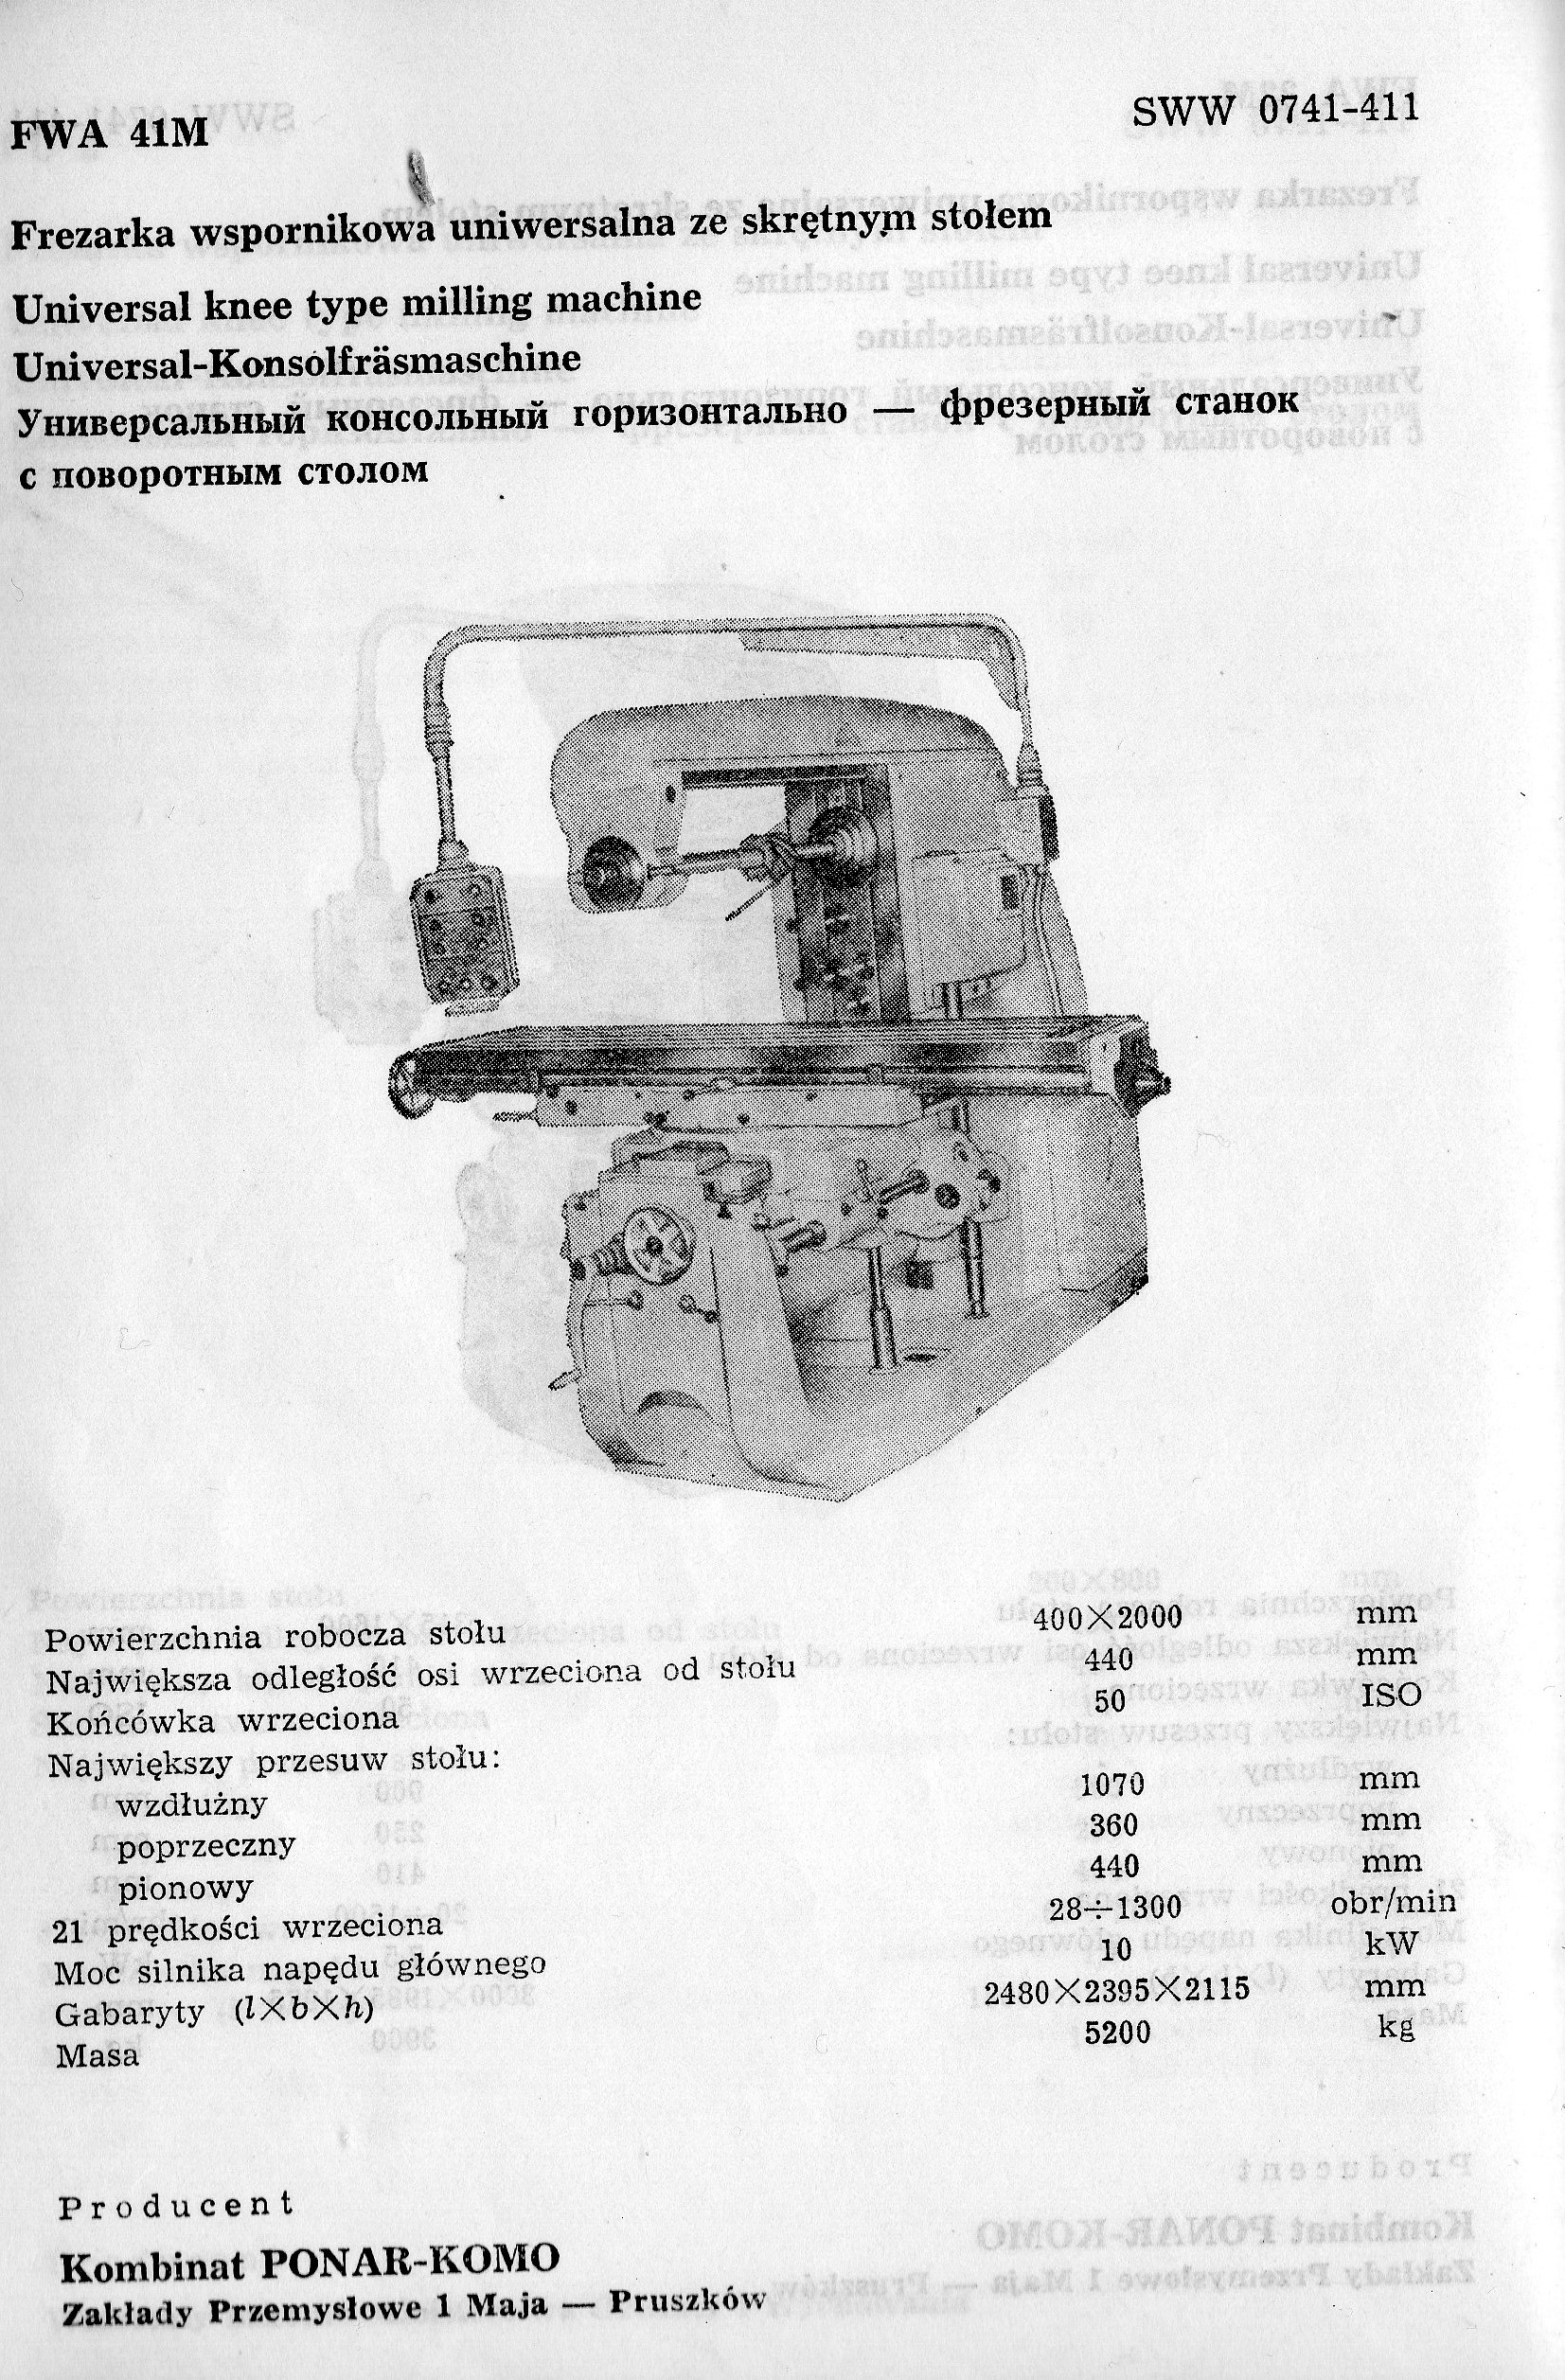 FWA 41M SWW 0741-411
Frezarka wspornikowa uniwersalna ze skrętnym stołem
Universal knee type milling machine
Universal-Konsolfräsmaschine
Универсальный консольный горизонтально — фрезерный станок
с поворотным столом
Powierzchnia robocza stołu 400×2000 mm
Największa odległość osi wrzeciona od stołu 440 mm
Końcówka wrzeciona 50 ISO
Największy przesuw stołu:
wzdłużny 1070 mm
poprzeczny 360 mm
pionowy 440 mm
21 prędkości wrzeciona 28÷1300 obr/min
Moc silnika napędu głównego 10 kW
Gabaryty (l×b×h) 2480×2395×2115 mm
Masa 5200 kg
Producent
Kombinat PONAR-KOMO
Zakłady Przemysłowe 1 Maja — Pruszków